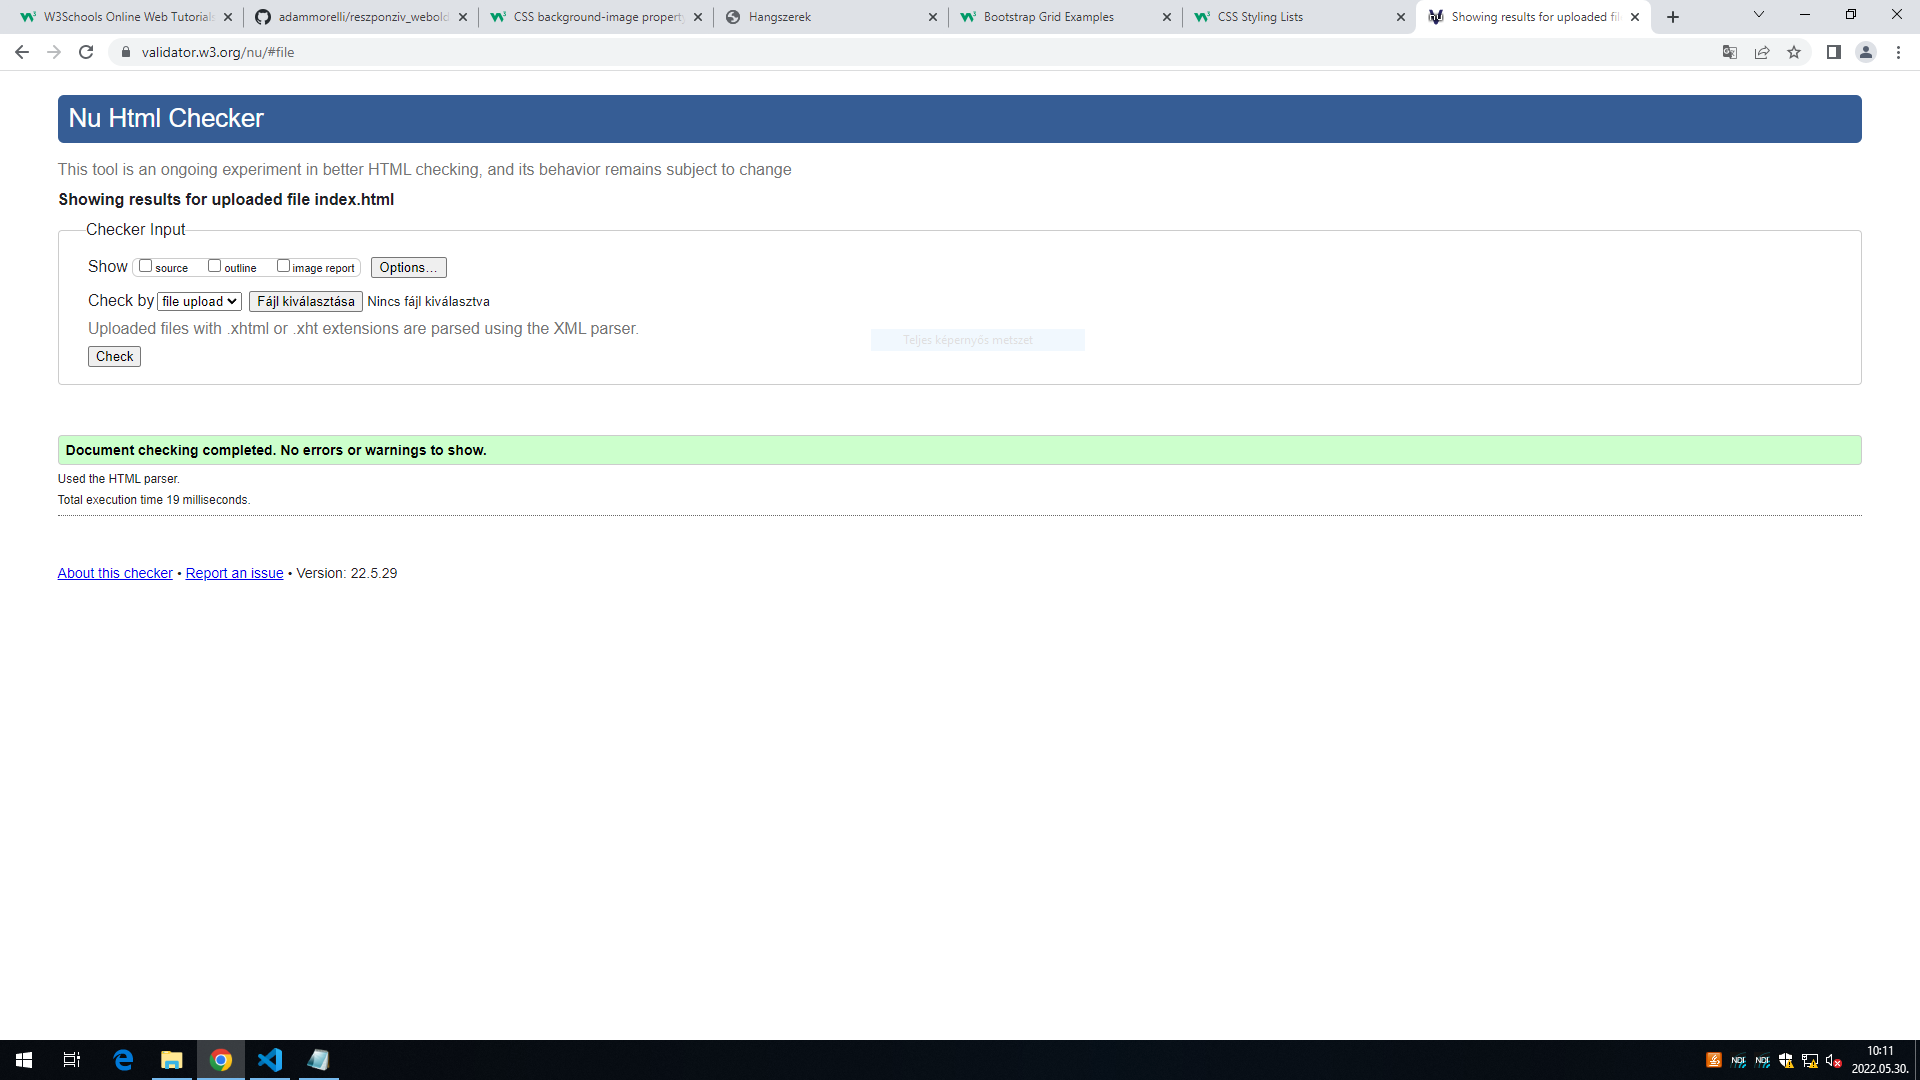 W3Schools Online Web Tutorials
adammorelli/reszponziv_webold
CSS background-image property
Hangszerek
Bootstrap Grid Examples
CSS Styling Lists
Showing results for uploaded fil
validator.w3.org/nu/#file
Nu Html Checker
This tool is an ongoing experiment in better HTML checking, and its behavior remains subject to change
Showing results for uploaded file index.html
Checker Input
Show source outline image report Options...
Check by file upload Fájl kiválasztása Nincs fájl kiválasztva
Uploaded files with .xhtml or .xht extensions are parsed using the XML parser.
Teljes képernyős metszet
Check
Document checking completed. No errors or warnings to show.
Used the HTML parser.
Total execution time 19 milliseconds.
About this checker • Report an issue • Version: 22.5.29
10:11
2022.05.30.